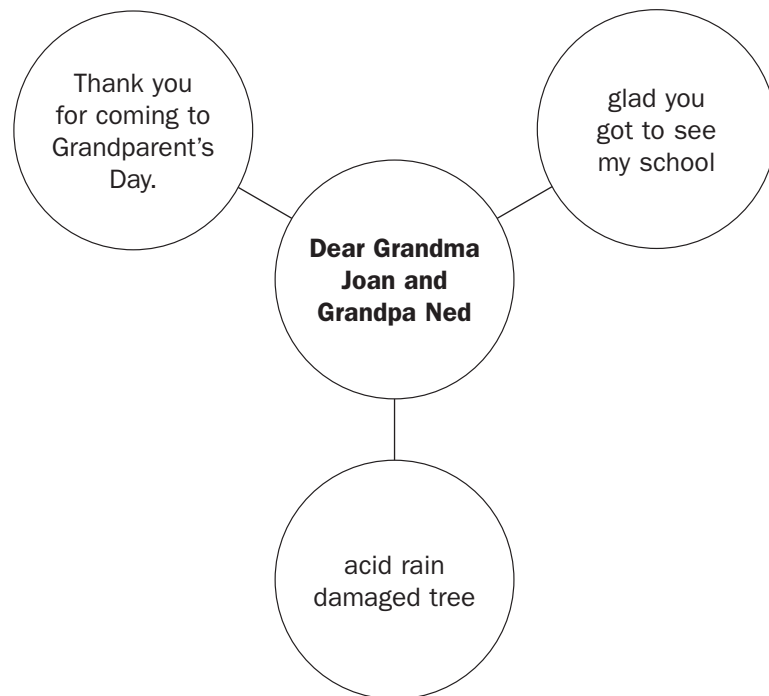 Thank you
for coming to
Grandparent's
Day.
glad you
got to see
my school
Dear Grandma
Joan and
Grandpa Ned
acid rain
damaged tree